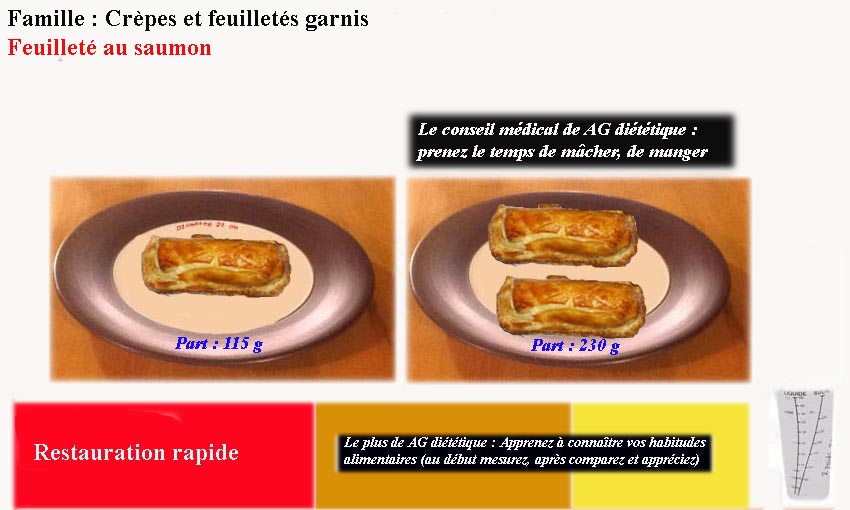 Famille : Crèpes et feuilletés garnis
Feuilleté au saumon
Le conseil médical de AG diététique :
prenez le temps de mâcher, de manger
Diamètre 21 cm
Part : 115 g
Part : 230 g
Restauration rapide
Le plus de AG diététique : Apprenez à connaître vos habitudes
alimentaires (au début mesurez, après comparez et appréciez)